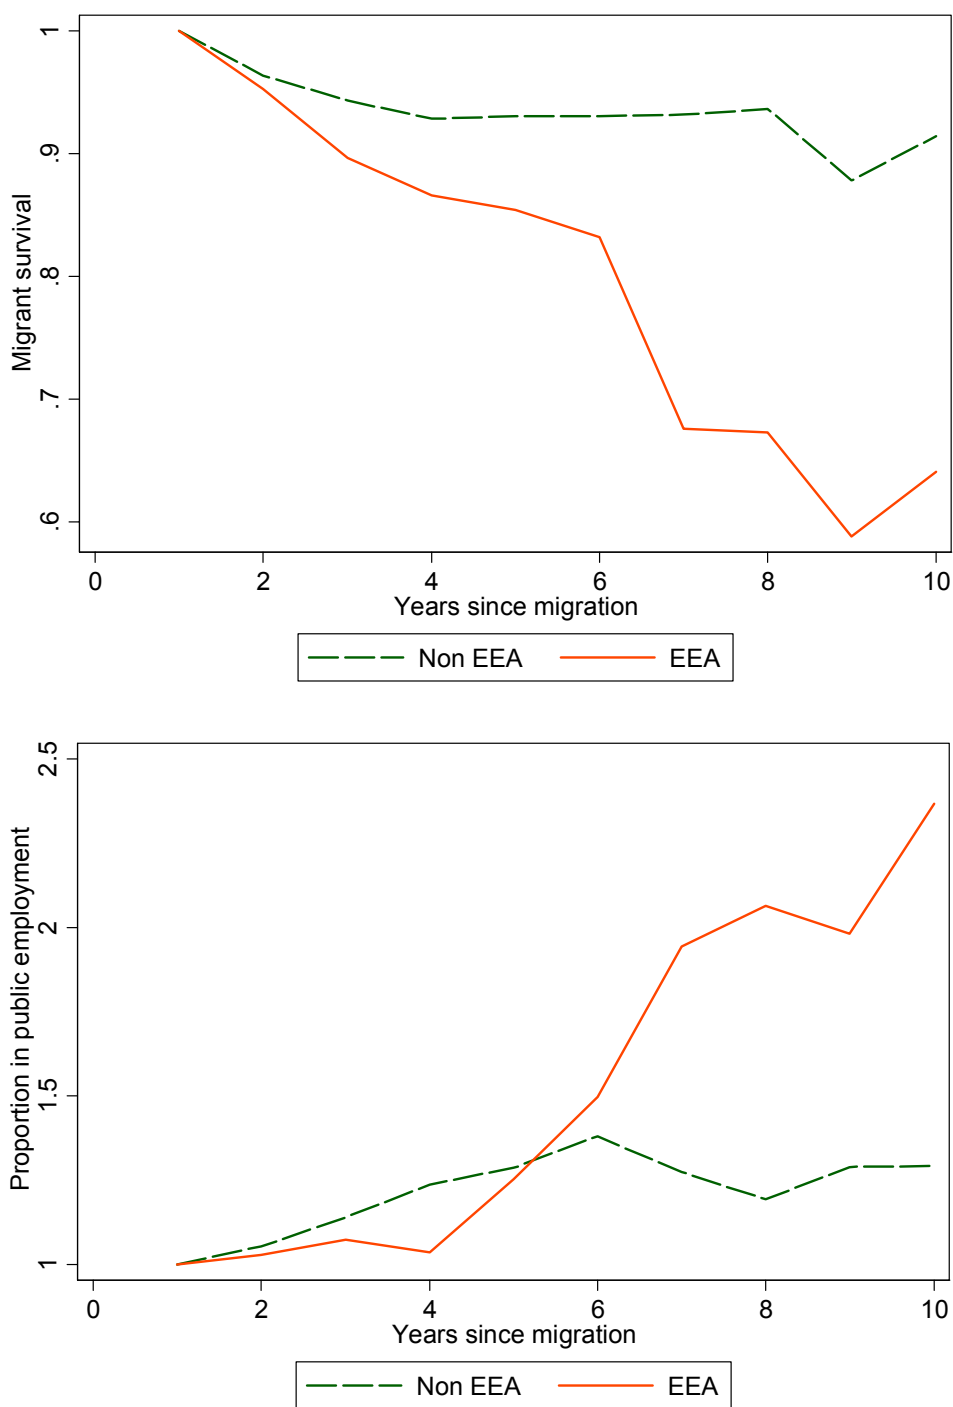 Migrant survival
1
.9
.8
.7
.6
0 2 4 6 8 10
Years since migration
Non EEA EEA
Proportion in public employment
2.5
2
1.5
1
0 2 4 6 8 10
Years since migration
Non EEA EEA